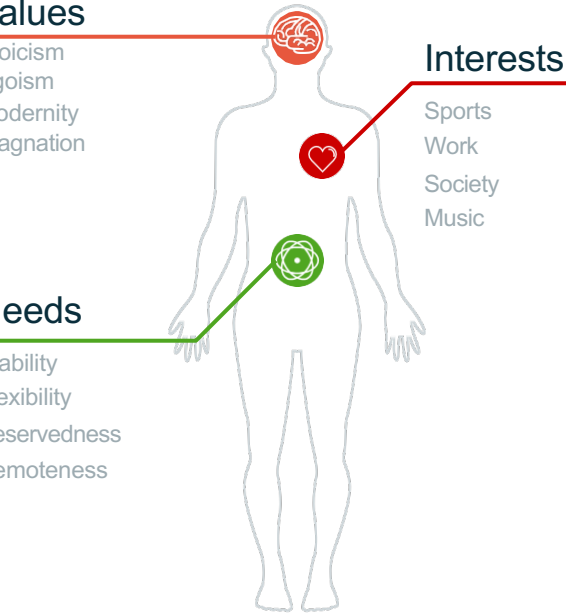 alues
oicism
goism
odernity
agnation
Interests
Sports
Work
Society
Music
eeds
ability
exibility
eservedness
emoteness